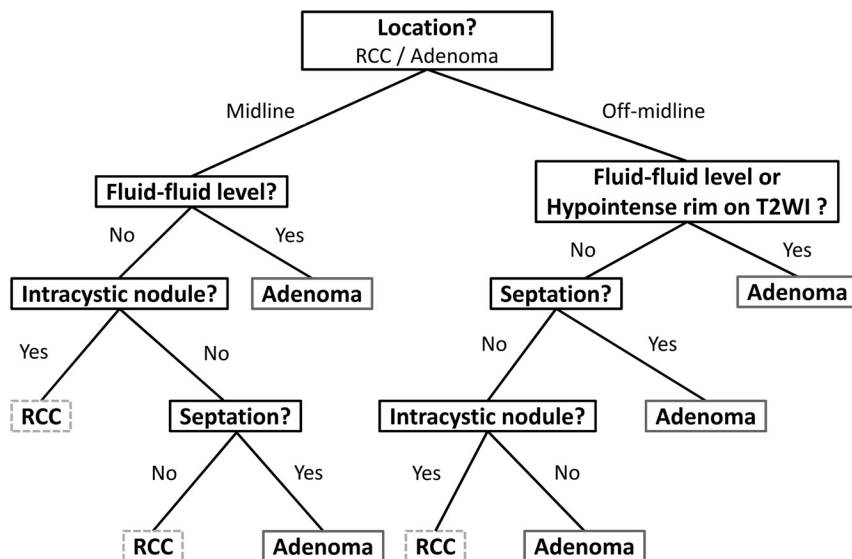 Location?
RCC / Adenoma
Midline
Off-midline
Fluid-fluid level?
Fluid-fluid level or
Hypointense rim on T2WI ?
No
Yes
No
Yes
Intracystic nodule?
Adenoma
Septation?
Adenoma
Yes
No
No
Yes
RCC
Septation?
Intracystic nodule?
Adenoma
No
Yes
Yes
No
RCC
Adenoma
RCC
Adenoma